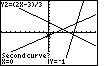 Y2=(2X-3)/3
Second curve?
X=0 Y=-1